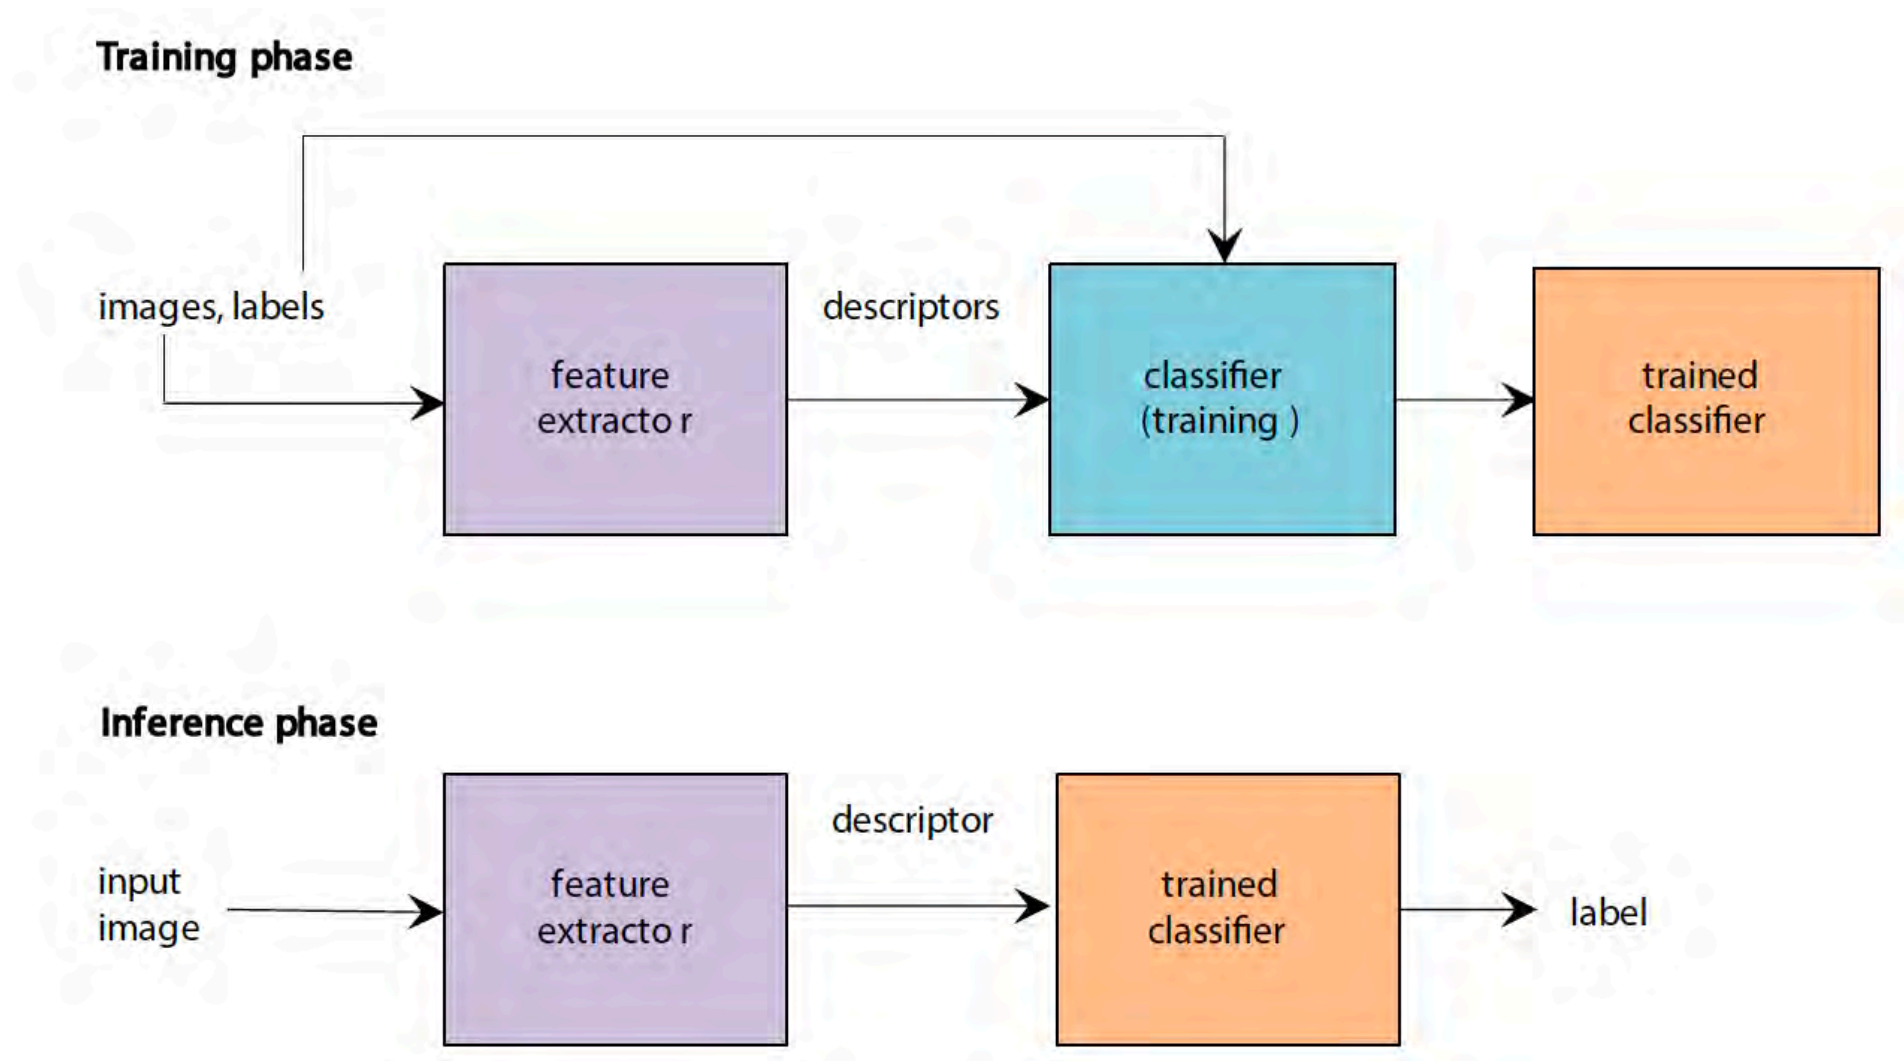 Training phase
images, labels
feature
extracto r
descriptors
classifier
(training )
trained
classifier
Inference phase
input
image
feature
extracto r
descriptor
trained
classifier
label